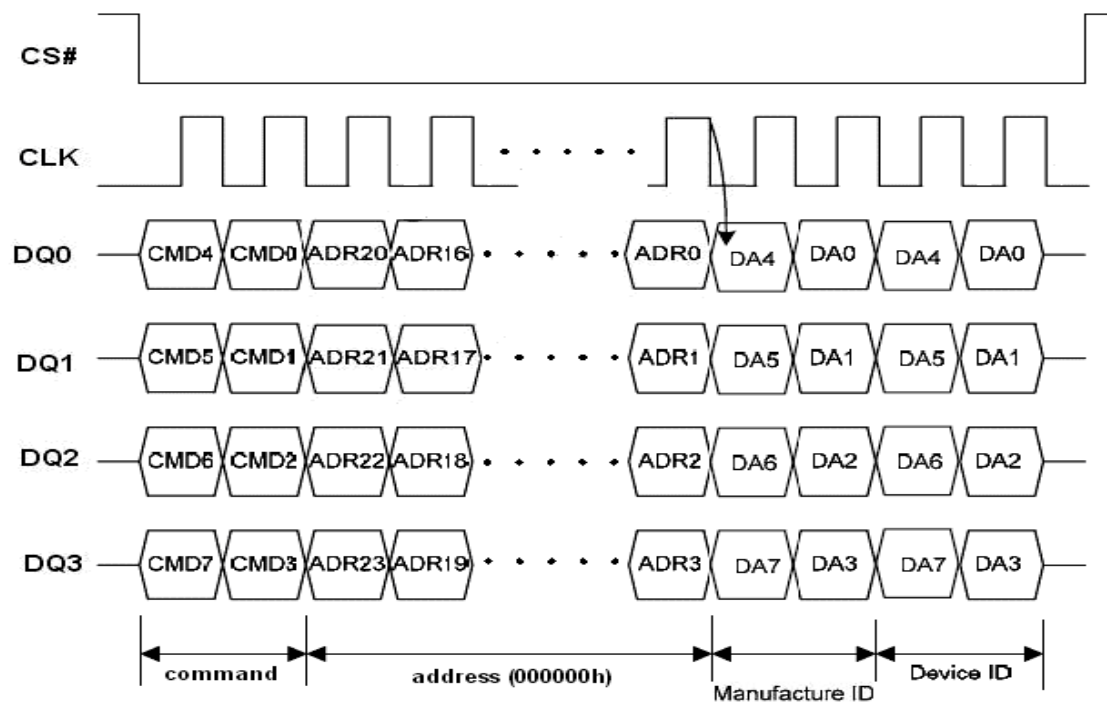 CS#
CLK
DQ0 CMD4 CMD0 ADR20 ADR16 ADR0 DA4 DA0 DA4 DA0
DQ1 CMD5 CMD1 ADR21 ADR17 ADR1 DA5 DA1 DA5 DA1
DQ2 CMD6 CMD2 ADR22 ADR18 ADR2 DA6 DA2 DA6 DA2
DQ3 CMD7 CMD3 ADR23 ADR19 ADR3 DA7 DA3 DA7 DA3
command address (000000h) Manufacture ID Device ID